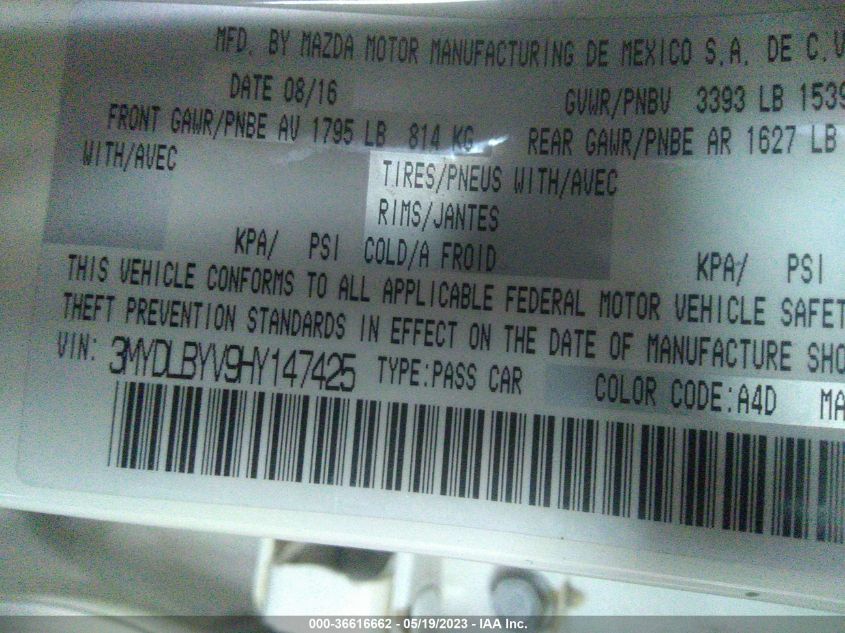 MFD. BY MAZDA MOTOR MANUFACTURING DE MEXICO S.A. DE C.V
DATE 08/16 GVWR/PNBV 3393 LB 1539
FRONT GAWR/PNBE AV 1795 LB 814 KG REAR GAWR/PNBE AR 1627 LB
WITH/AVEC TIRES/PNEUS WITH/AVEC
RIMS/JANTES
KPA/ PSI COLD/A FROID KPA/ PSI
THIS VEHICLE CONFORMS TO ALL APPLICABLE FEDERAL MOTOR VEHICLE SAFET
THEFT PREVENTION STANDARDS IN EFFECT ON THE DATE OF MANUFACTURE SHO
VIN: 3MYDLBYV9HY147425 TYPE:PASS CAR COLOR CODE:A4D MA
000-36616662 - 05/19/2023 - IAA Inc.